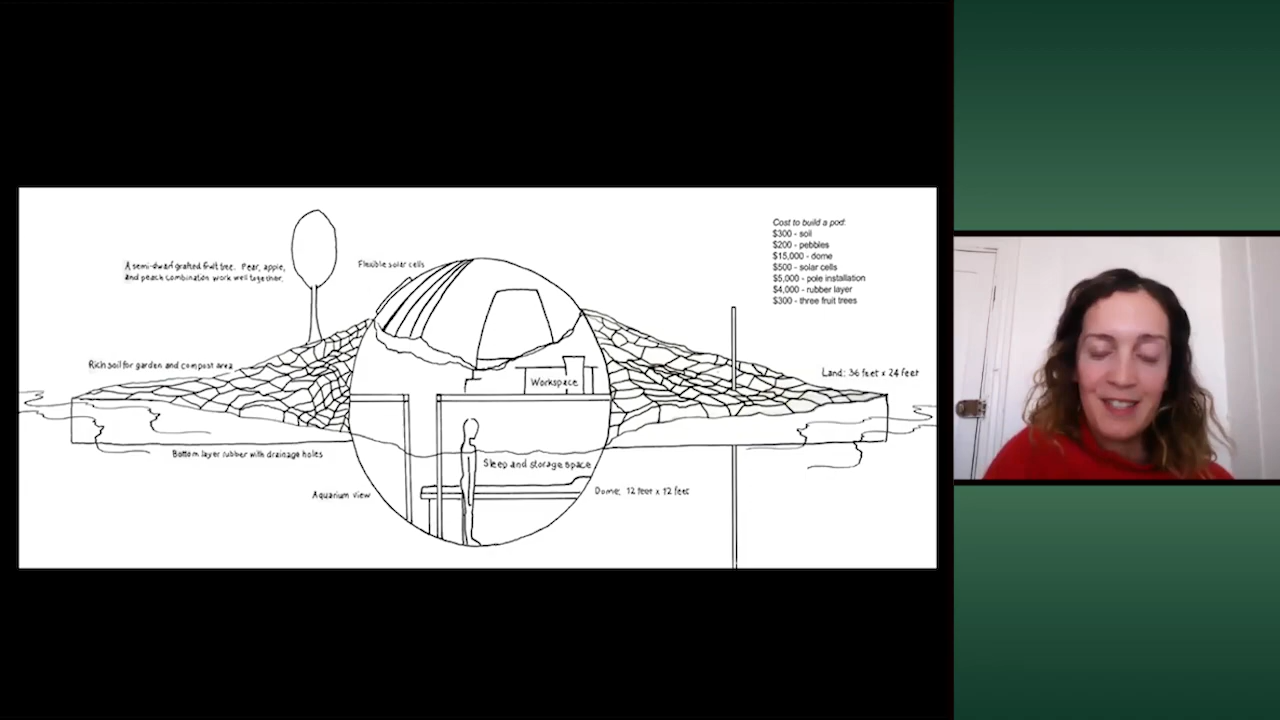 Cost to build a pod:
$300 - soil
$200 - pebbles
$15,000 - dome
$500 - solar cells
$5,000 - pole installation
$4,000 - rubber layer
$300 - three fruit trees
A semi-dwarf grafted fruit tree. Pear, apple,
and peach combination work well together.
Flexible solar cells
Rich soil for garden and compost area
Land: 36 feet x 24 feet
Workspace
Bottom layer rubber with drainage holes
Sleep and storage space
Aquarium view
Dome: 12 feet x 12 feet